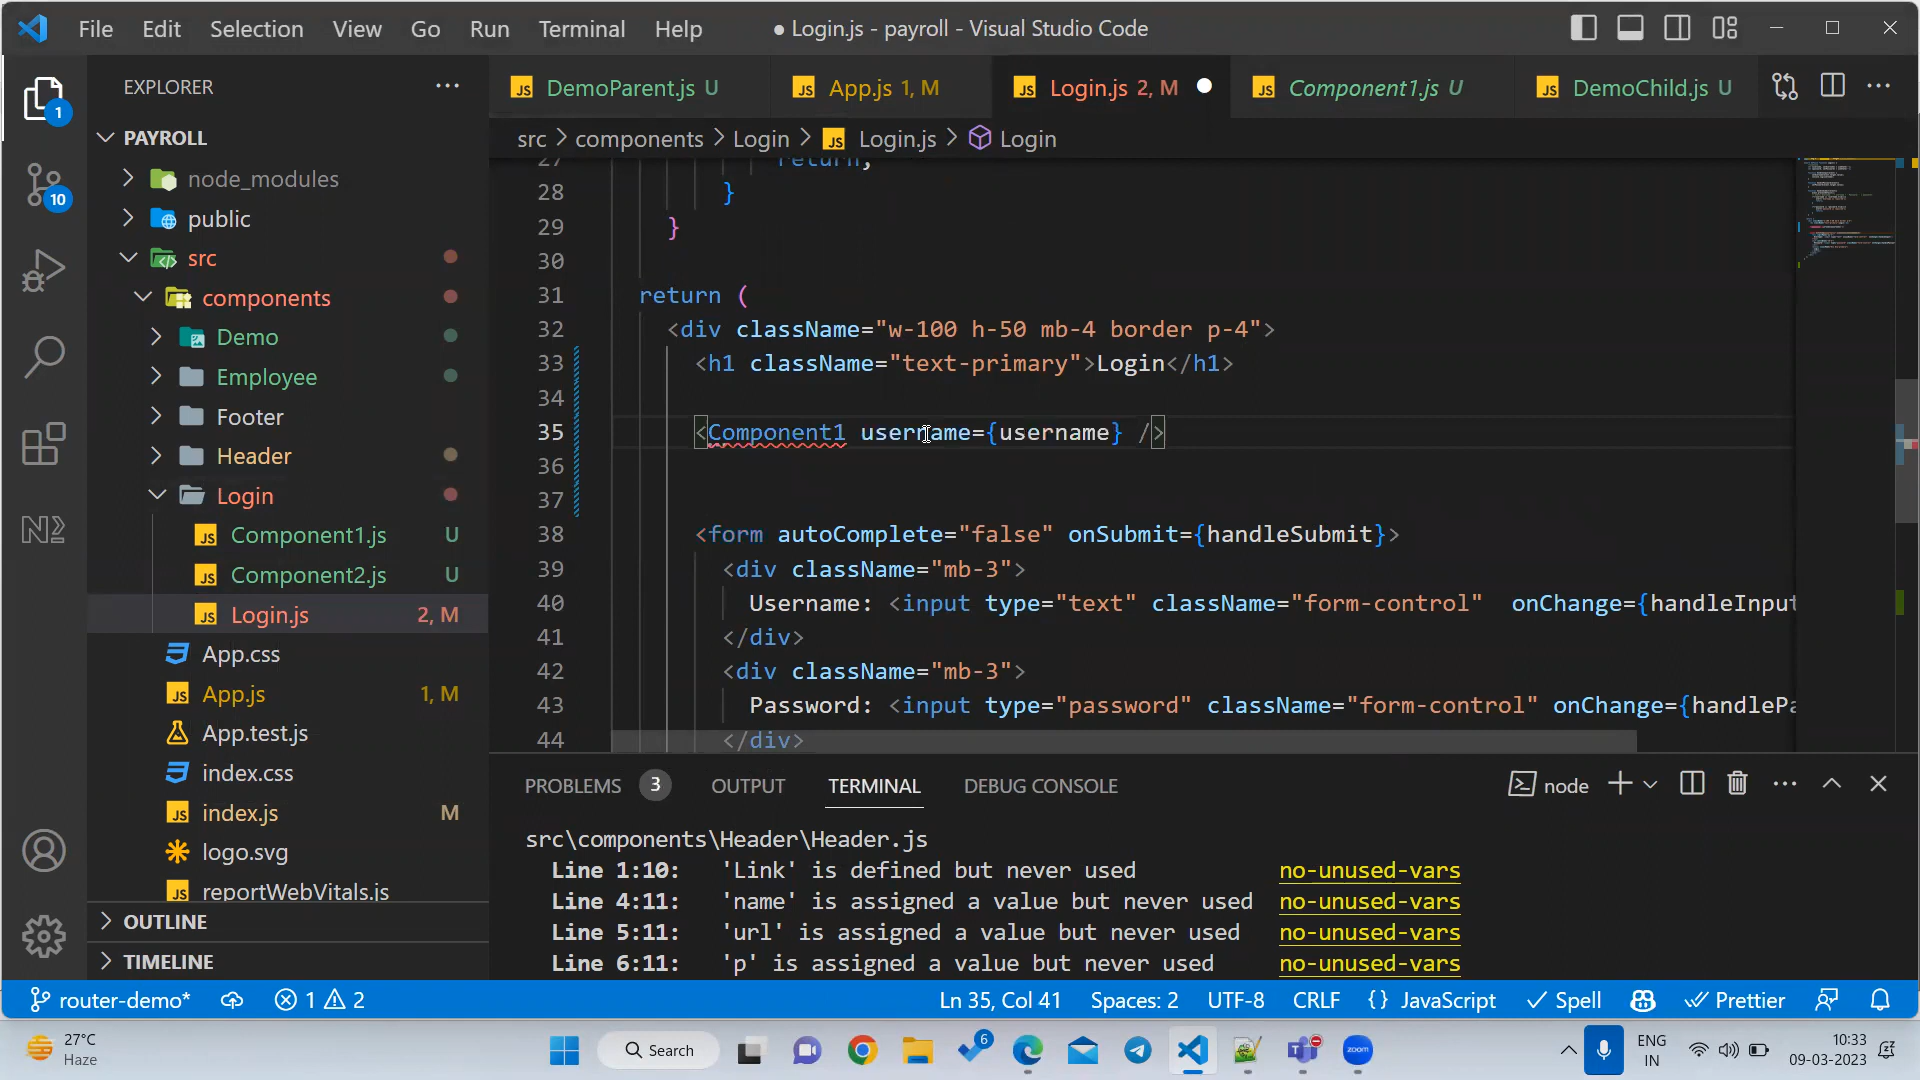 File Edit Selection View Go Run Terminal Help ● Login.js - payroll - Visual Studio Code
EXPLORER
DemoParent.js U App.js 1, M Login.js 2, M Component1.js U DemoChild.js U
PAYROLL
src > components > Login > JS Login.js > Login
node_modules
public
src
components
Demo
Employee
Footer
Header
Login
Component1.js U
Component2.js U
Login.js 2, M
App.css
App.js 1, M
App.test.js
index.css
index.js M
logo.svg
reportWebVitals.js
OUTLINE
TIMELINE
27 return;
28 }
29 }
30
31 return (
32 <div className="w-100 h-50 mb-4 border p-4">
33 <h1 className="text-primary">Login</h1>
34
35 <Component1 username={username} />
36
37
38 <form autoComplete="false" onSubmit={handleSubmit}>
39 <div className="mb-3">
40 Username: <input type="text" className="form-control" onChange={handleInput
41 </div>
42 <div className="mb-3">
43 Password: <input type="password" className="form-control" onChange={handlePa
44 </div>
PROBLEMS 3 OUTPUT TERMINAL DEBUG CONSOLE node
src\components\Header\Header.js
Line 1:10: 'Link' is defined but never used no-unused-vars
Line 4:11: 'name' is assigned a value but never used no-unused-vars
Line 5:11: 'url' is assigned a value but never used no-unused-vars
Line 6:11: 'p' is assigned a value but never used no-unused-vars
router-demo* 1 2 Ln 35, Col 41 Spaces: 2 UTF-8 CRLF {} JavaScript Spell Prettier
27°C
Haze
Search
6
zoom
ENG
IN
10:33
09-03-2023
1
10